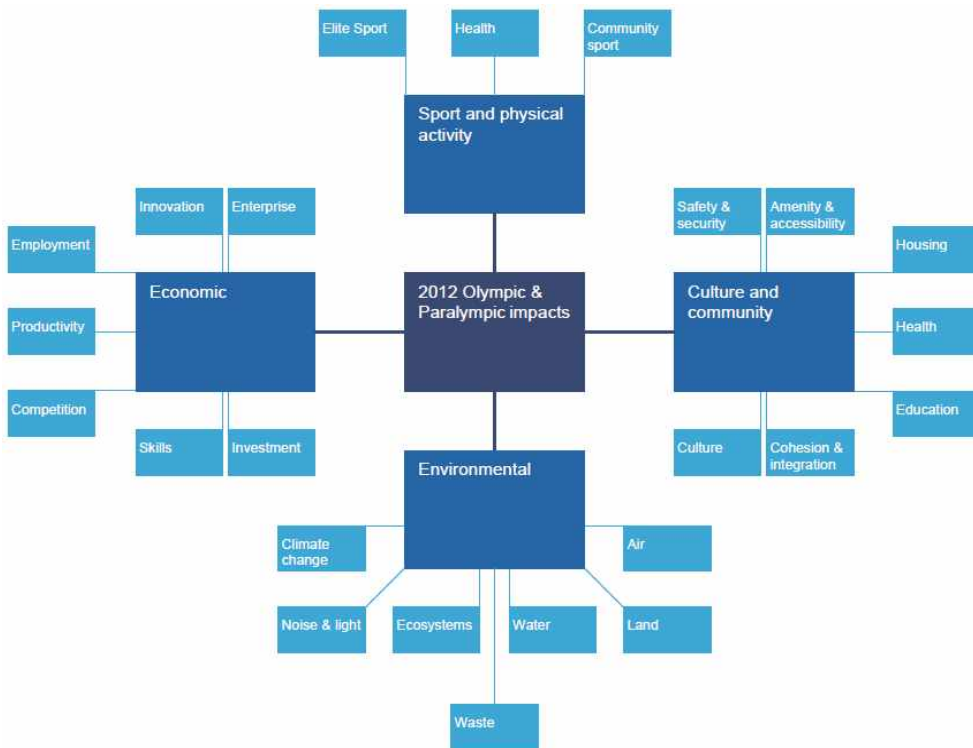 Elite Sport
Health
Community
sport
Sport and physical
activity
Innovation
Enterprise
Safety &
security
Amenity &
accessibility
Employment
Housing
Economic
2012 Olympic &
Paralympic impacts
Culture and
community
Productivity
Health
Competition
Education
Skills
Investment
Culture
Cohesion &
integration
Environmental
Climate
change
Air
Noise & light
Ecosystems
Water
Land
Waste